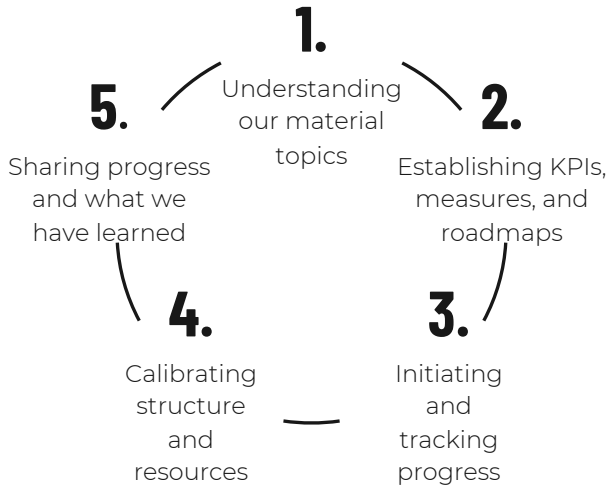 1.
Understanding
our material
topics
2.
Establishing KPIs,
measures, and
roadmaps
3.
Initiating
and
tracking
progress
4.
Calibrating
structure
and
resources
5.
Sharing progress
and what we
have learned